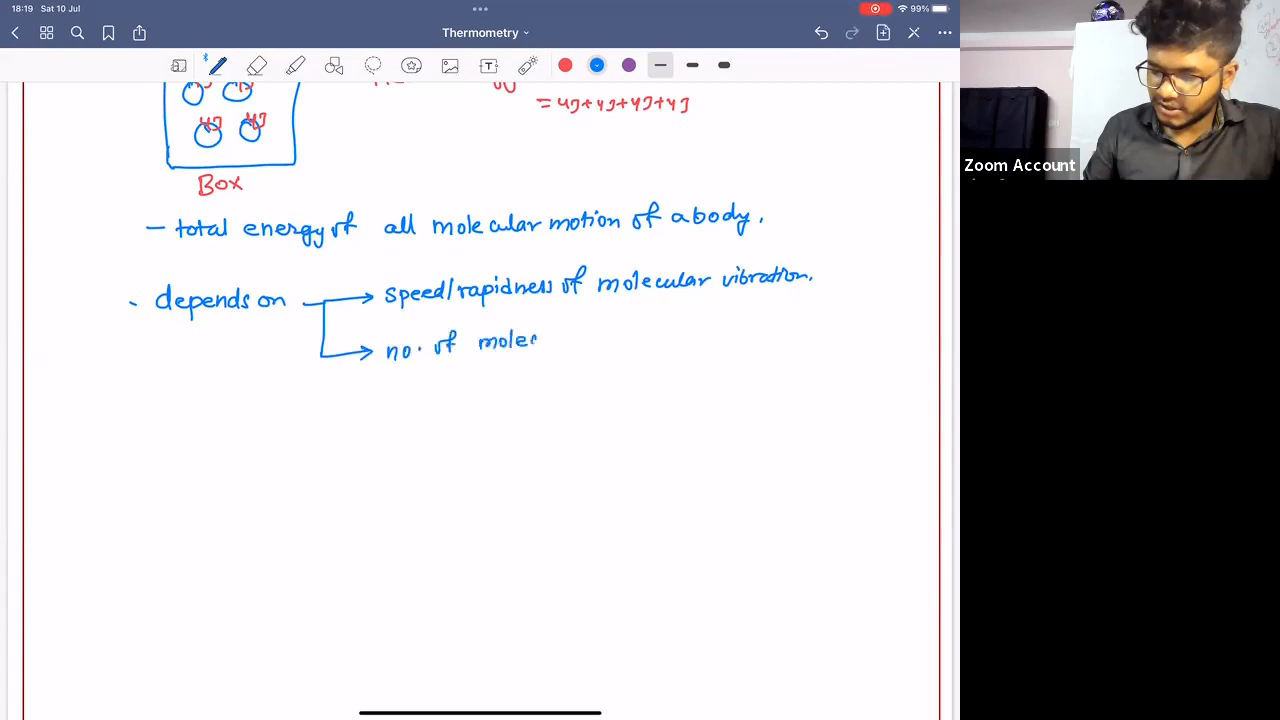 18:19 Sat 10 Jul
99%
Thermometry
T
4J
4J 4J
= 4J + 4J + 4J + 4J
Box
Zoom Account
– total energy of all molecular motion of a body.
- depends on → speed/rapidness of molecular vibration.
→ no. of molec